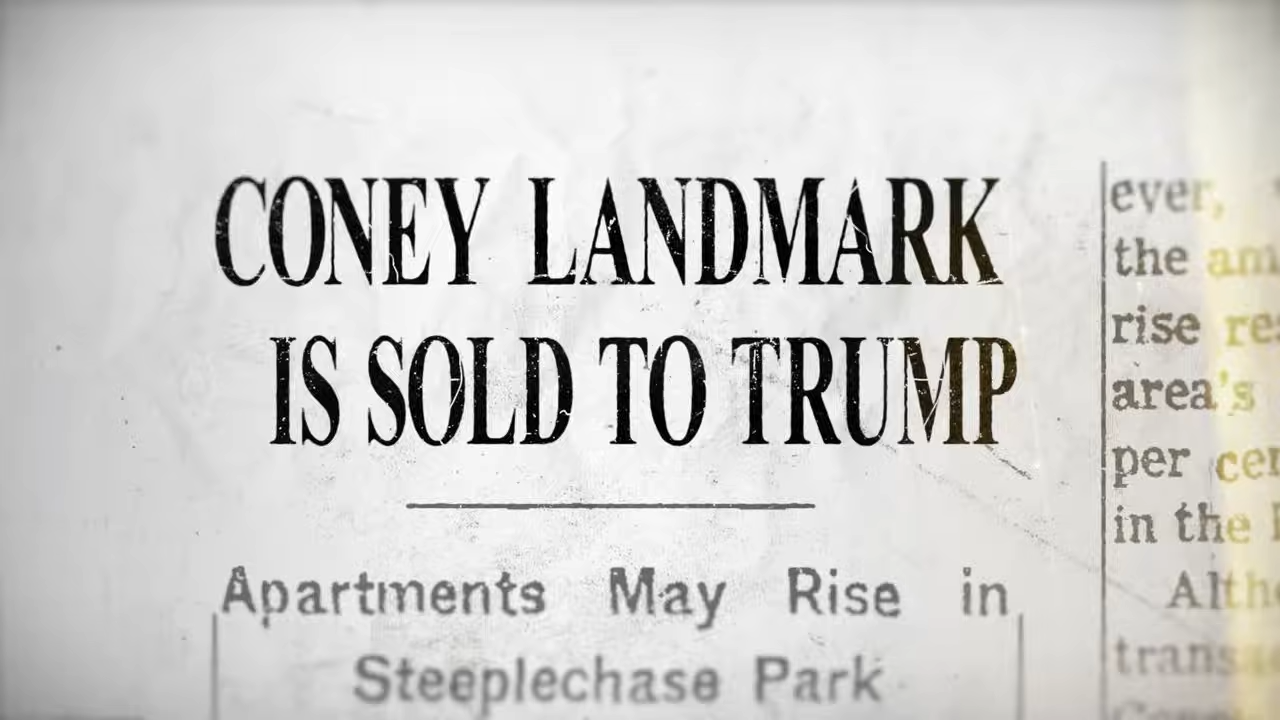 CONEY LANDMARK
IS SOLD TO TRUMP
Apartments May Rise in
Steeplechase Park
ever,
the
rise
area's
per
in the